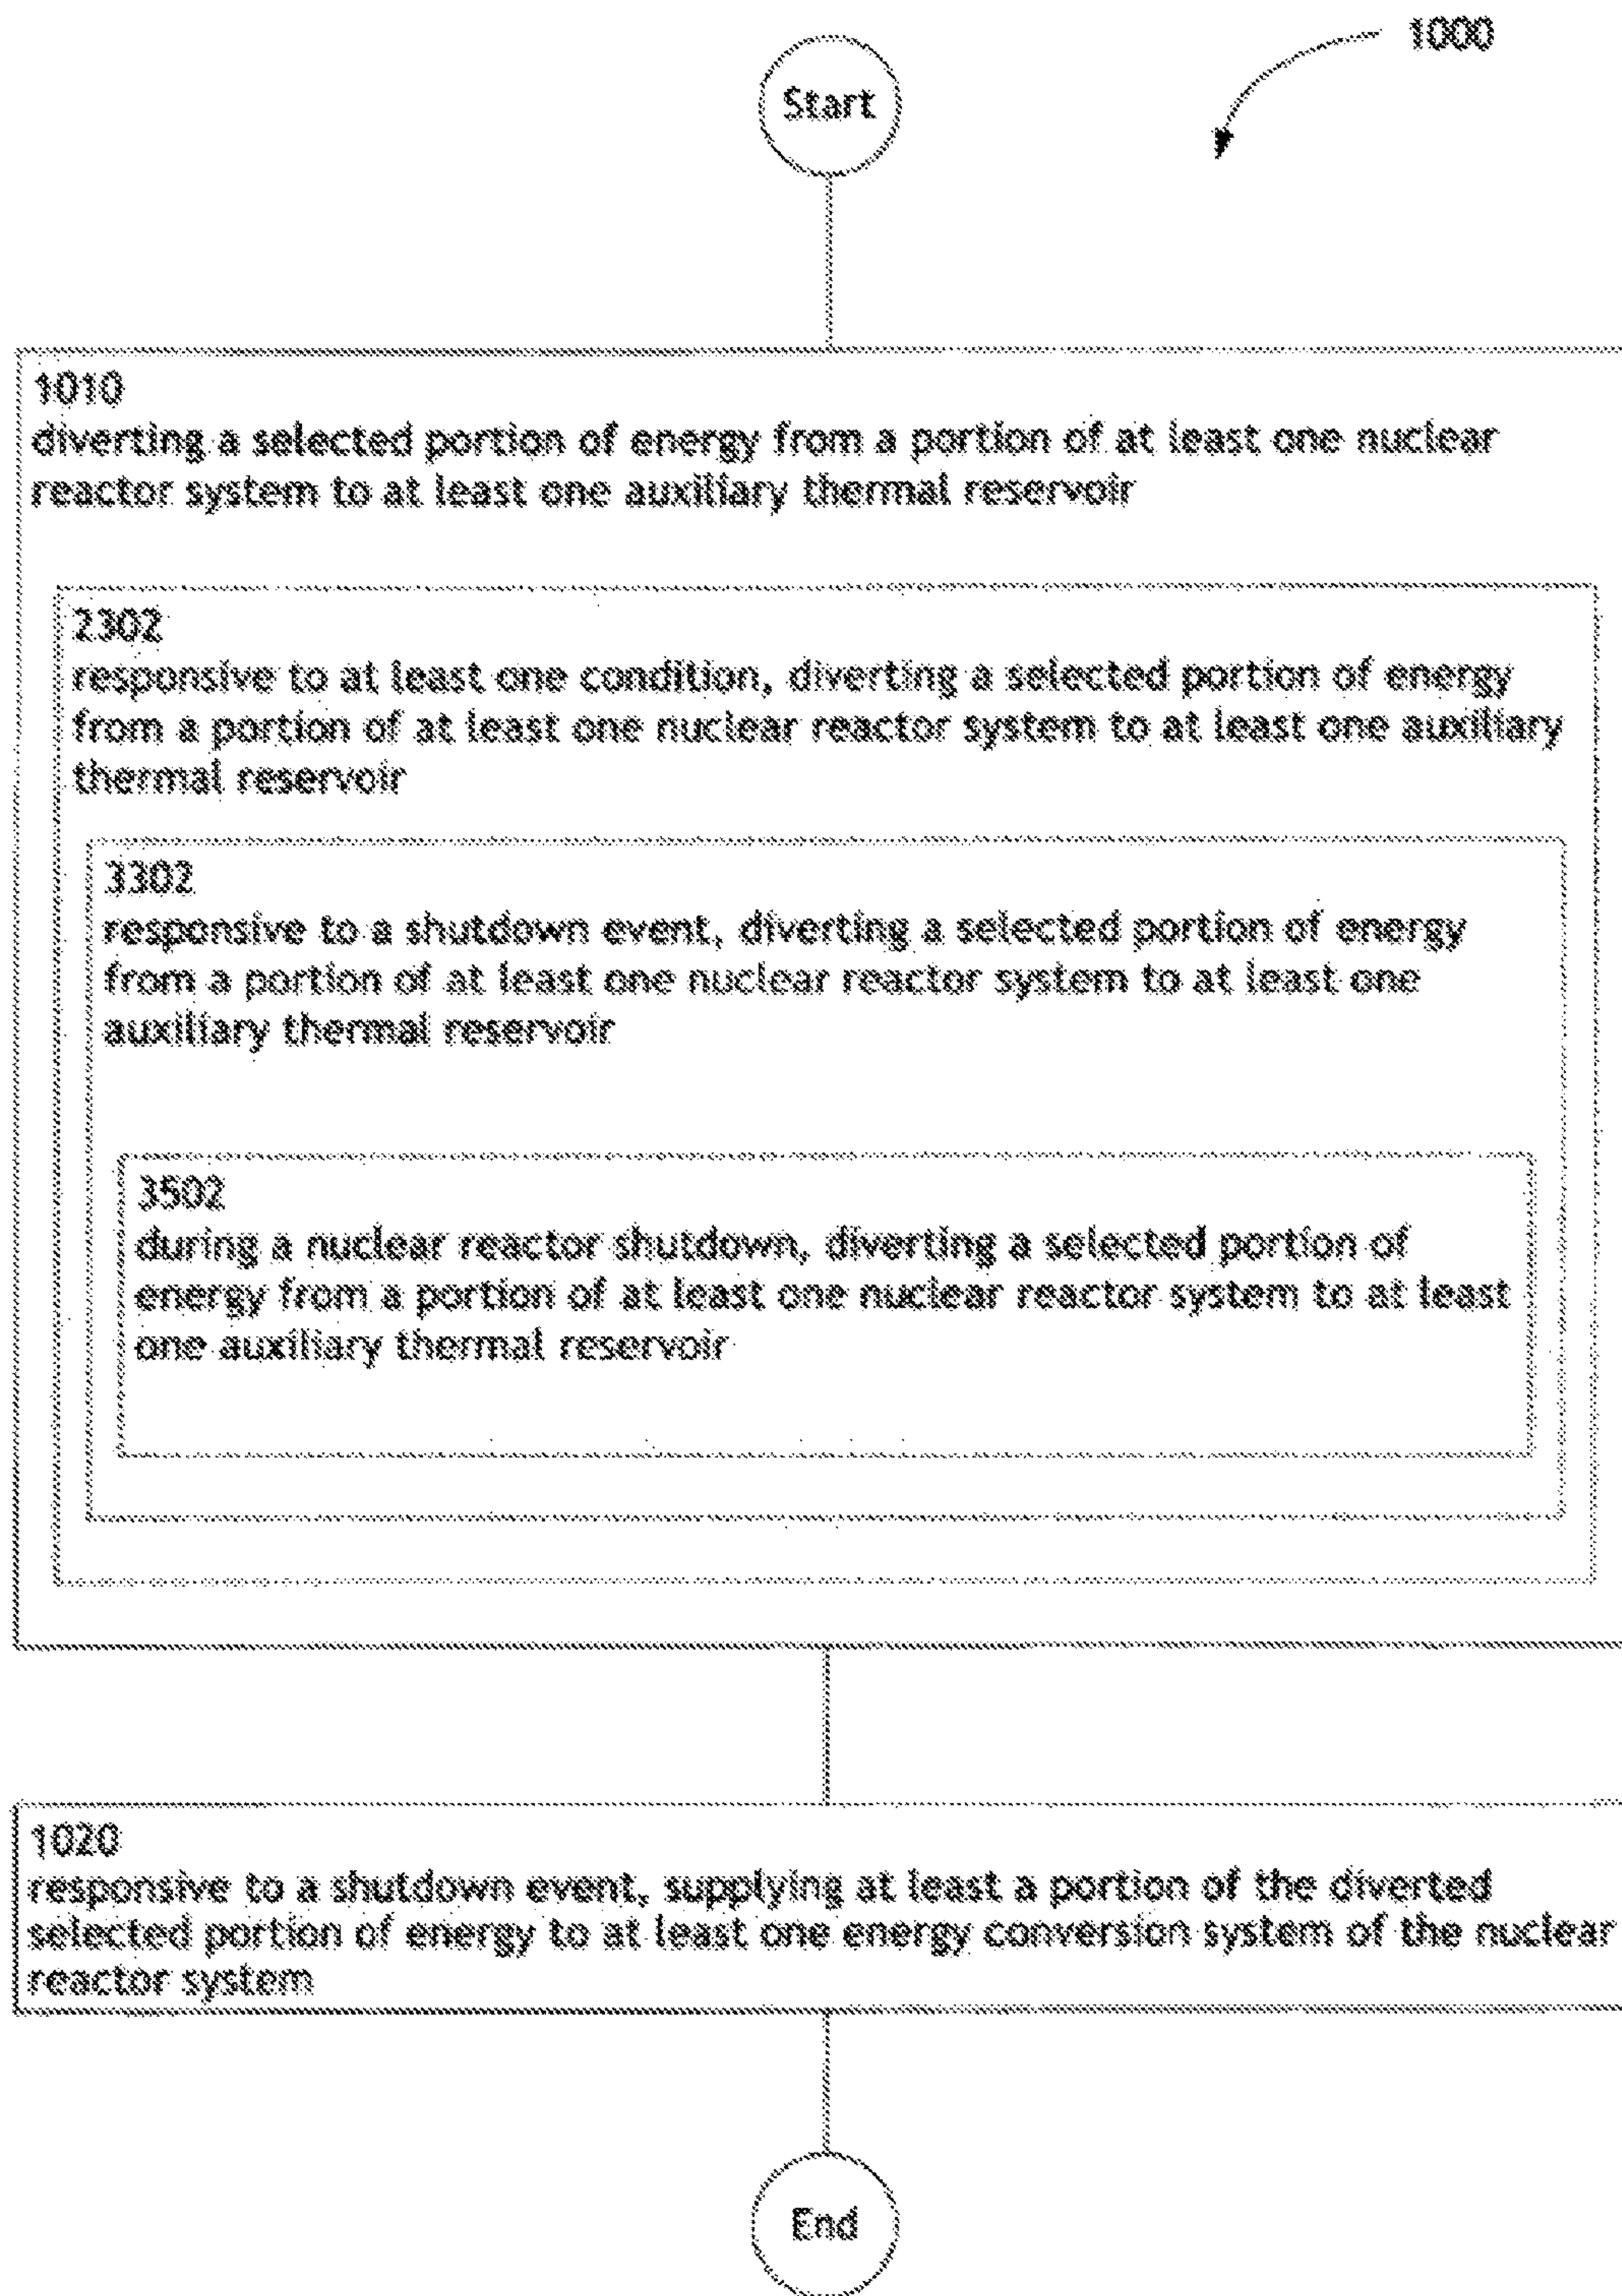 1000
Start
1010
diverting a selected portion of energy from a portion of at least one nuclear
reactor system to at least one auxiliary thermal reservoir
2302
responsive to at least one condition, diverting a selected portion of energy
from a portion of at least one nuclear reactor system to at least one auxiliary
thermal reservoir
3302
responsive to a shutdown event, diverting a selected portion of energy
from a portion of at least one nuclear reactor system to at least one
auxiliary thermal reservoir
3502
during a nuclear reactor shutdown, diverting a selected portion of
energy from a portion of at least one nuclear reactor system to at least
one auxiliary thermal reservoir
1020
responsive to a shutdown event, supplying at least a portion of the diverted
selected portion of energy to at least one energy conversion system of the nuclear
reactor system
End